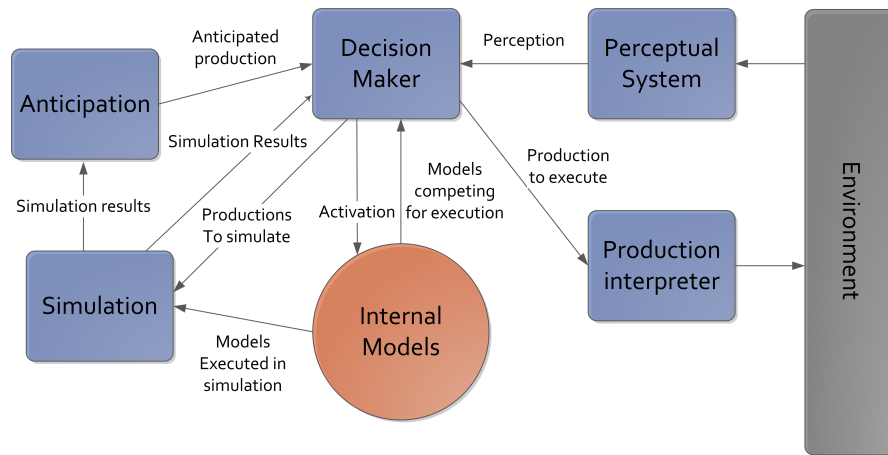 Anticipated
production
Decision
Maker
Perception
Perceptual
System
Anticipation
Simulation Results
Production
to execute
Models
competing
for execution
Simulation results
Productions
To simulate
Activation
Environment
Production
interpreter
Simulation
Internal
Models
Models
Executed in
simulation